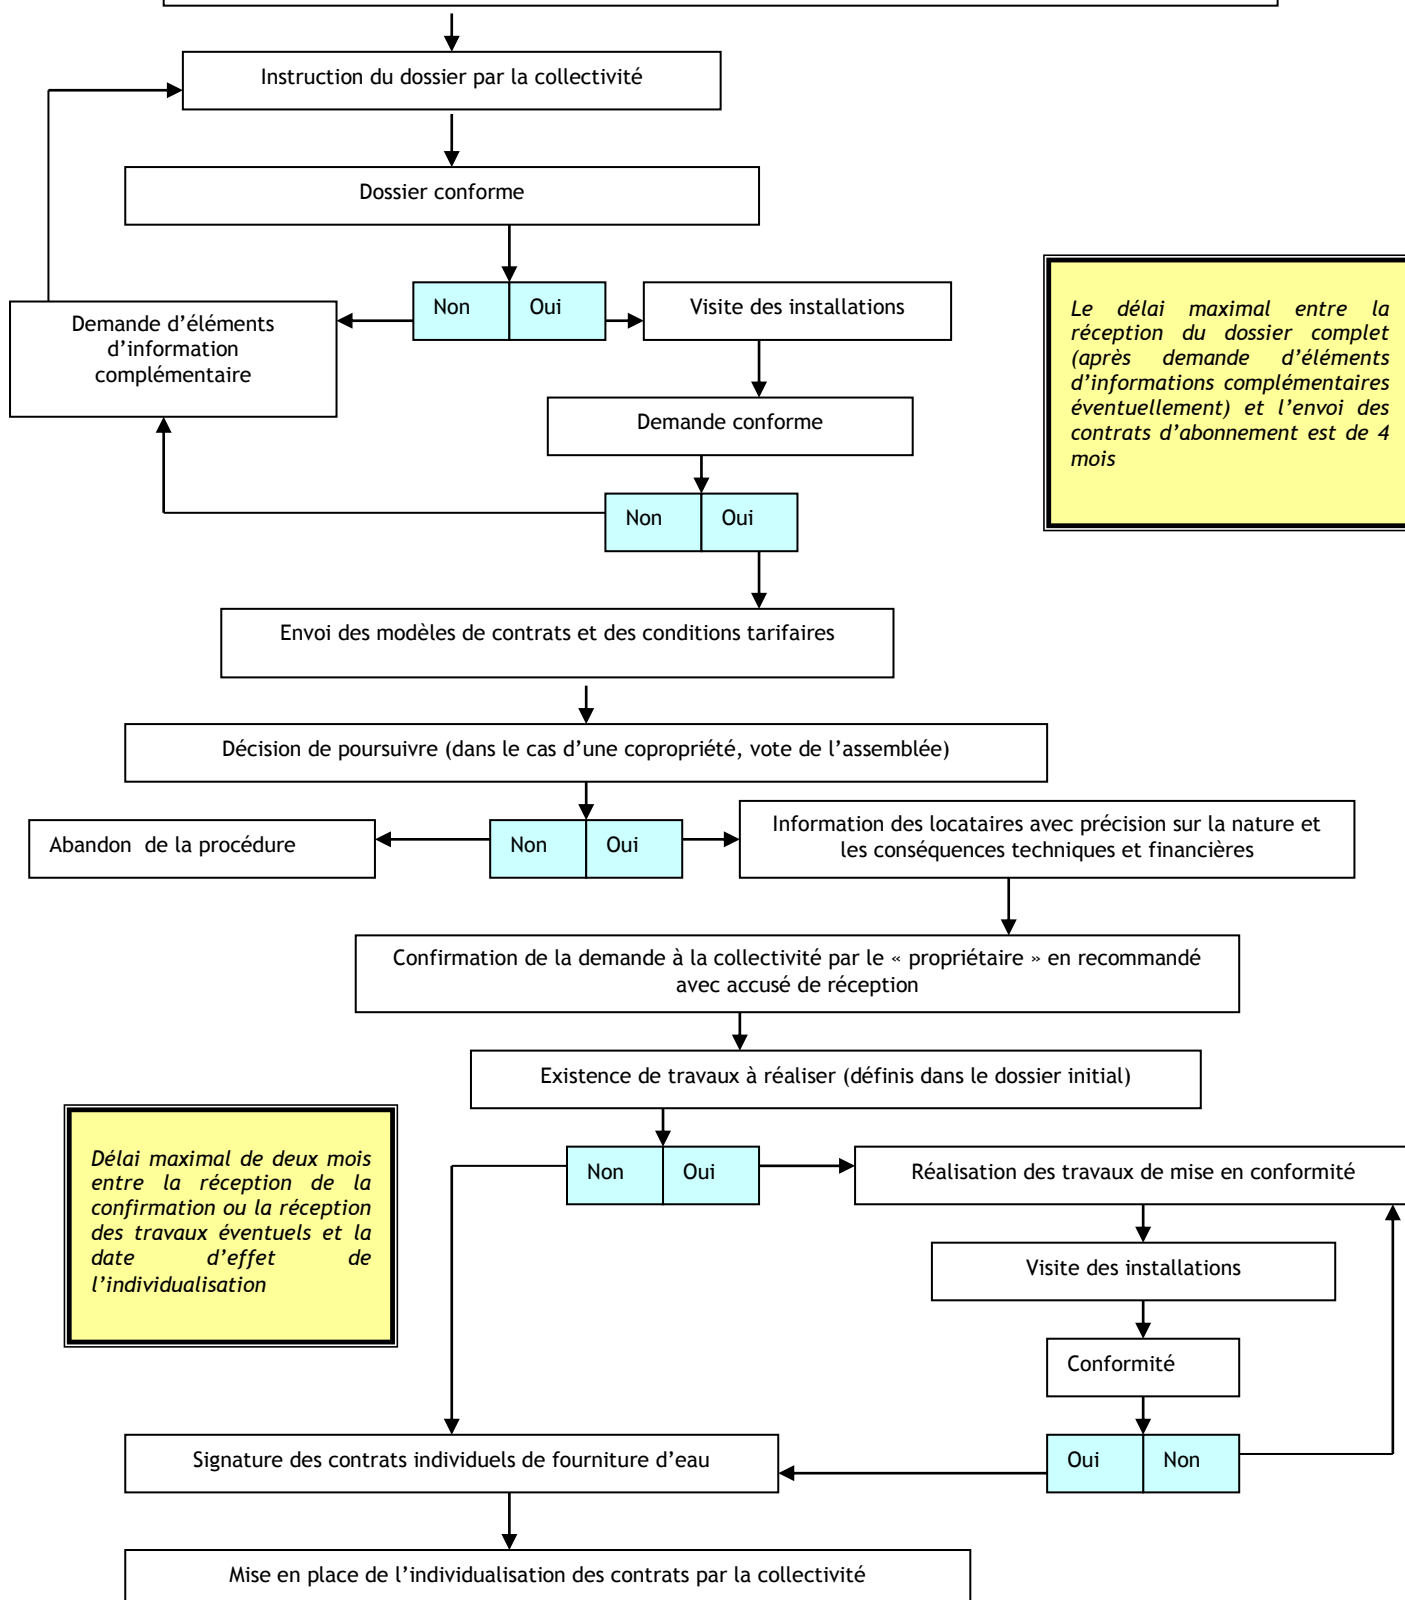 Instruction du dossier par la collectivité
Dossier conforme
Non
Oui
Visite des installations
Demande d’éléments
d’information
complémentaire
Le délai maximal entre la
réception du dossier complet
(après demande d’éléments
d’informations complémentaires
éventuellement) et l’envoi des
contrats d’abonnement est de 4
mois
Demande conforme
Non
Oui
Envoi des modèles de contrats et des conditions tarifaires
Décision de poursuivre (dans le cas d’une copropriété, vote de l’assemblée)
Abandon de la procédure
Non
Oui
Information des locataires avec précision sur la nature et
les conséquences techniques et financières
Confirmation de la demande à la collectivité par le « propriétaire » en recommandé
avec accusé de réception
Existence de travaux à réaliser (définis dans le dossier initial)
Délai maximal de deux mois
entre la réception de la
confirmation ou la réception
des travaux éventuels et la
date d’effet de
l’individualisation
Non
Oui
Réalisation des travaux de mise en conformité
Visite des installations
Conformité
Signature des contrats individuels de fourniture d’eau
Oui
Non
Mise en place de l’individualisation des contrats par la collectivité